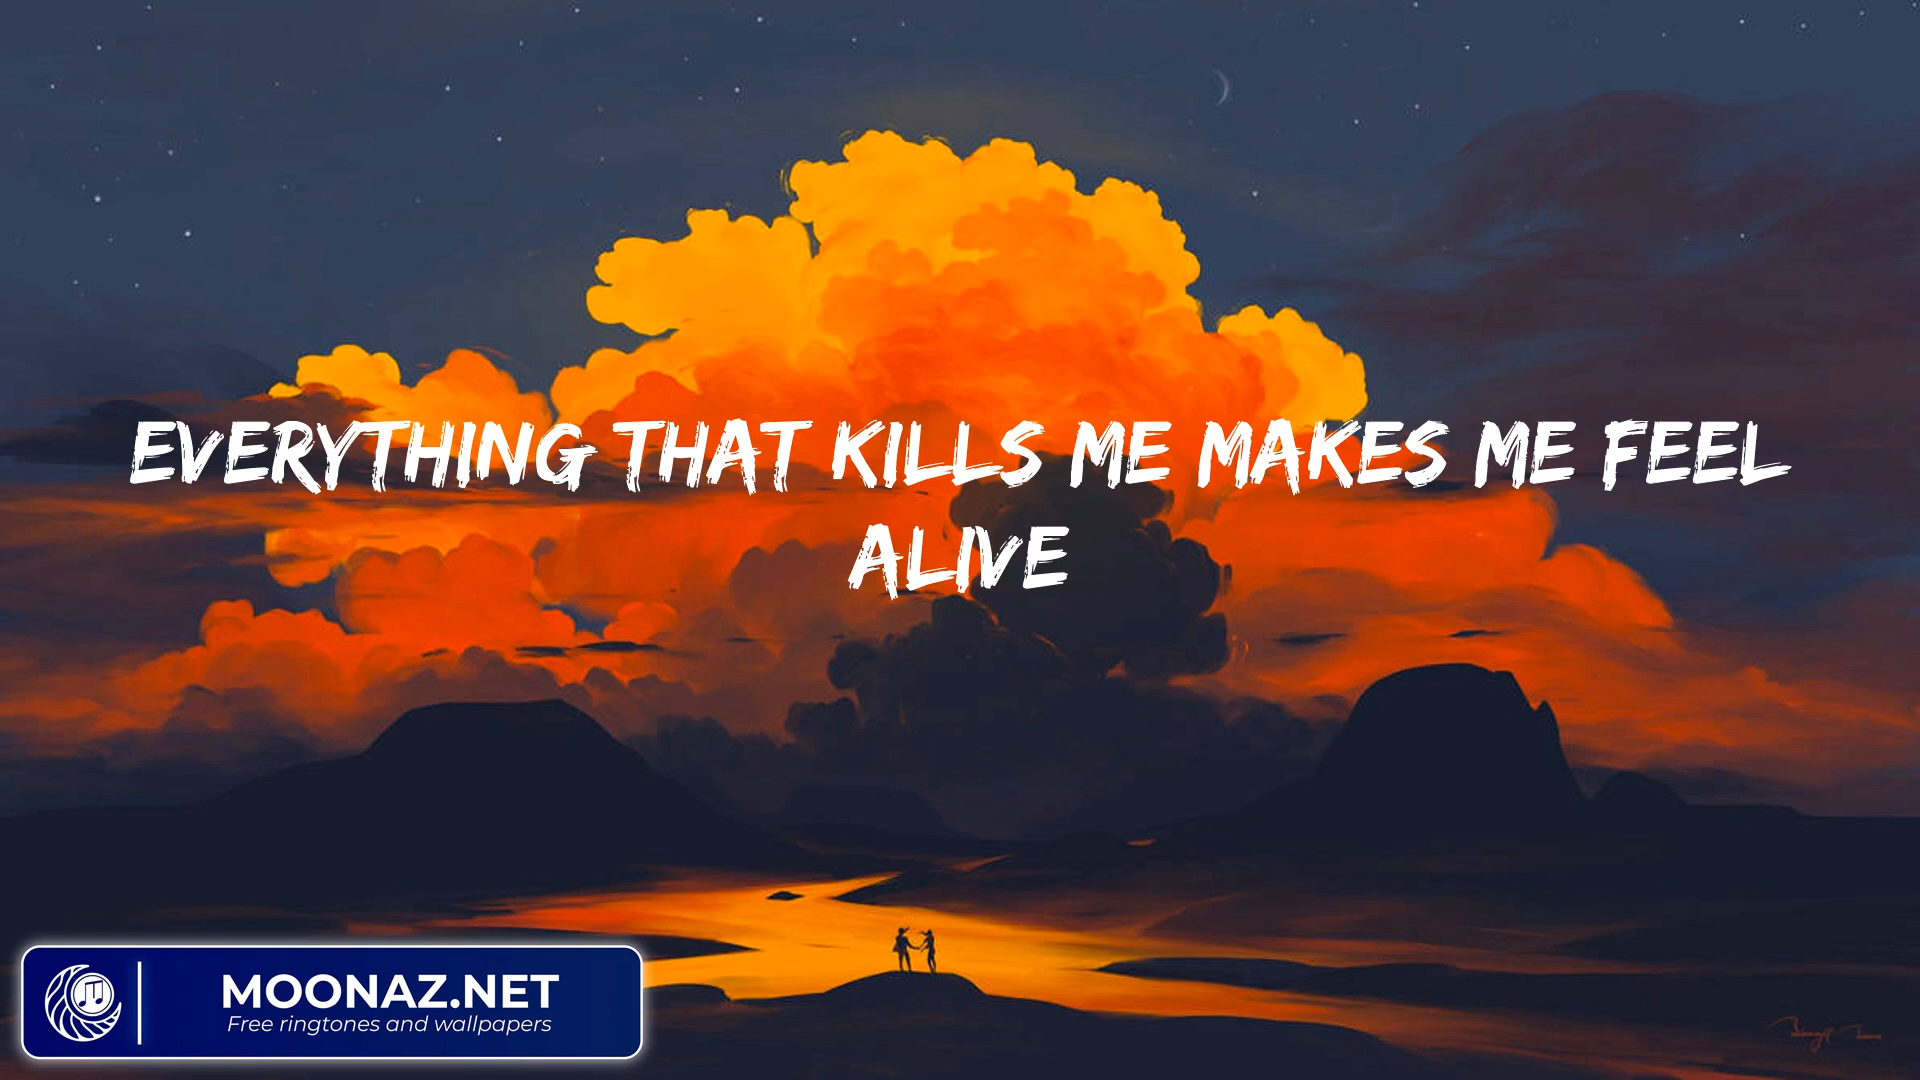 EVERYTHING THAT KILLS ME MAKES ME FEEL
ALIVE
MOONAZ.NET
Free ringtones and wallpapers